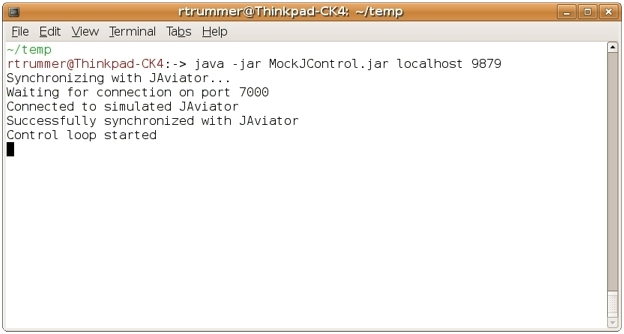 rtrummer@Thinkpad-CK4: ~/temp
File Edit View Terminal Tabs Help
~/temp
rtrummer@Thinkpad-CK4:-> java -jar MockJControl.jar localhost 9879
Synchronizing with JAviator...
Waiting for connection on port 7000
Connected to simulated JAviator
Successfully synchronized with JAviator
Control loop started